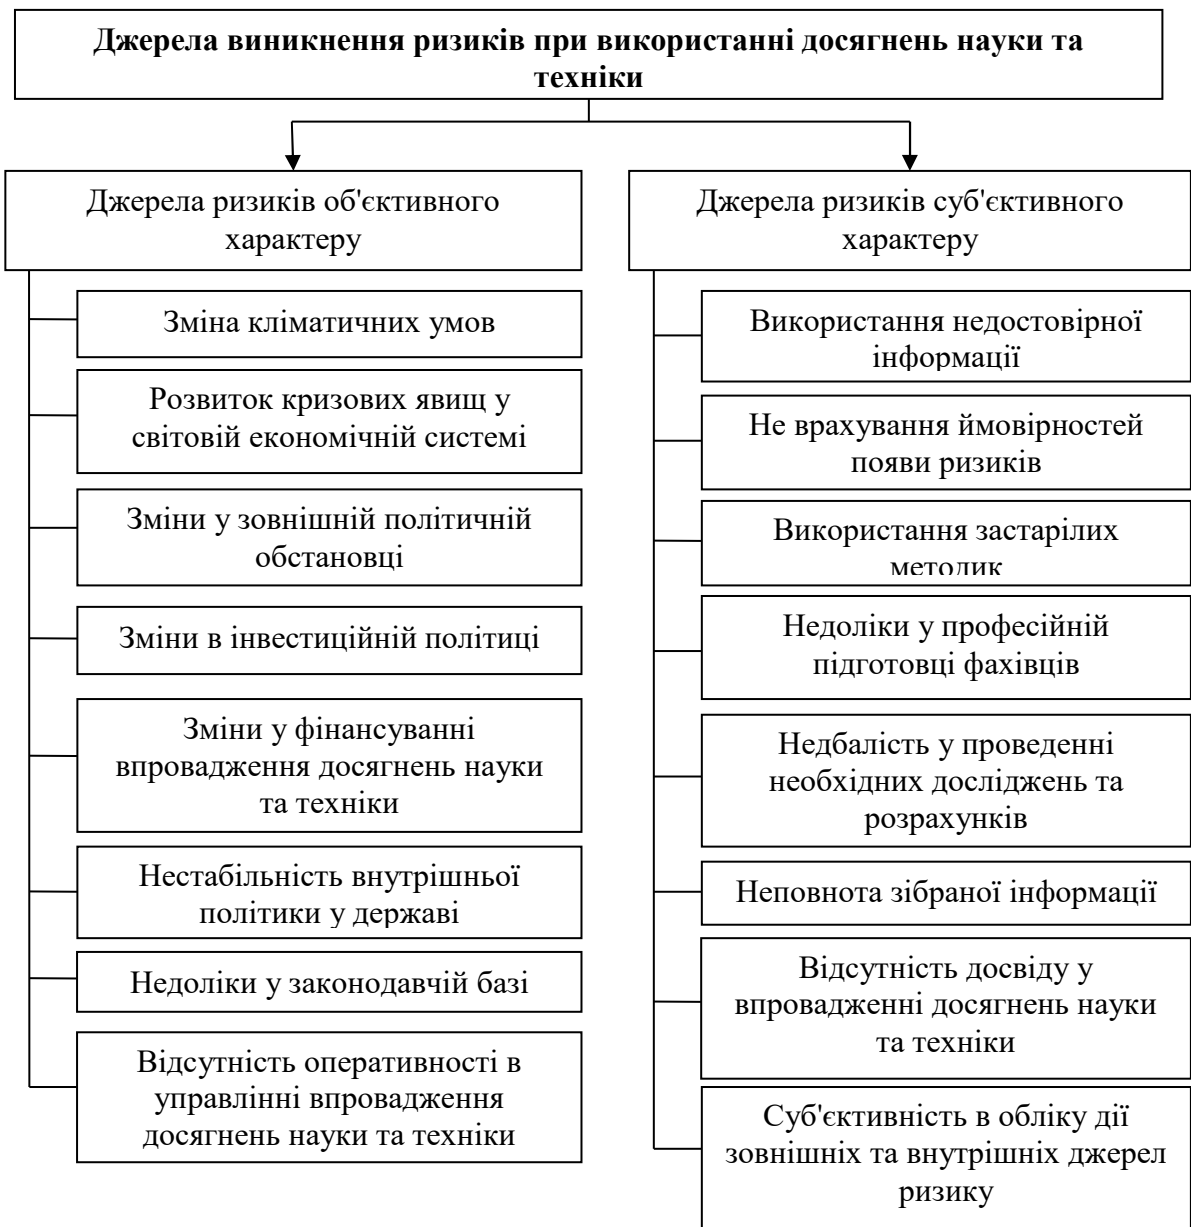 Джерела виникнення ризиків при використанні досягнень науки та
техніки
Джерела ризиків об'єктивного
характеру
Зміна кліматичних умов
Розвиток кризових явищ у
світовій економічній системі
Зміни у зовнішній політичній
обстановці
Зміни в інвестиційній політиці
Зміни у фінансуванні
впровадження досягнень науки
та техніки
Нестабільність внутрішньої
політики у державі
Недоліки у законодавчій базі
Відсутність оперативності в
управлінні впровадження
досягнень науки та техніки
Джерела ризиків суб'єктивного
характеру
Використання недостовірної
інформації
Не врахування ймовірностей
появи ризиків
Використання застарілих
методик
Недоліки у професійній
підготовці фахівців
Недбалість у проведенні
необхідних досліджень та
розрахунків
Неповнота зібраної інформації
Відсутність досвіду у
впровадженні досягнень науки
та техніки
Суб'єктивність в обліку дії
зовнішніх та внутрішніх джерел
ризику